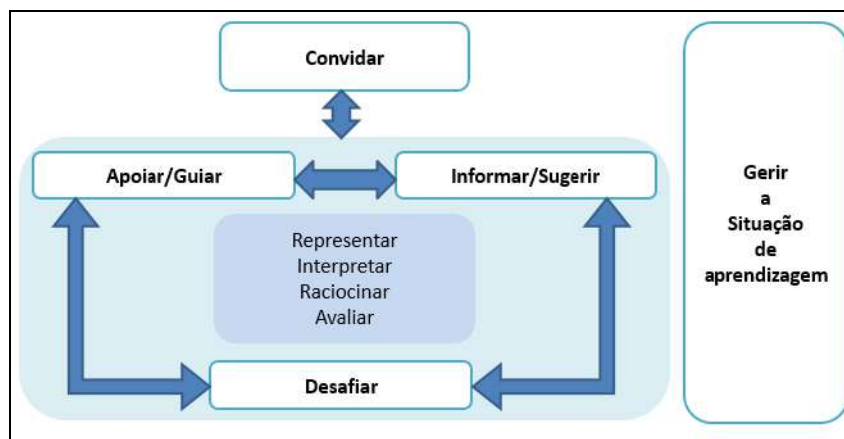 Convidar
Apoiar/Guiar
Informar/Sugerir
Representar
Interpretar
Raciocinar
Avaliar
Desafiar
Gerir
a
Situação
de
aprendizagem